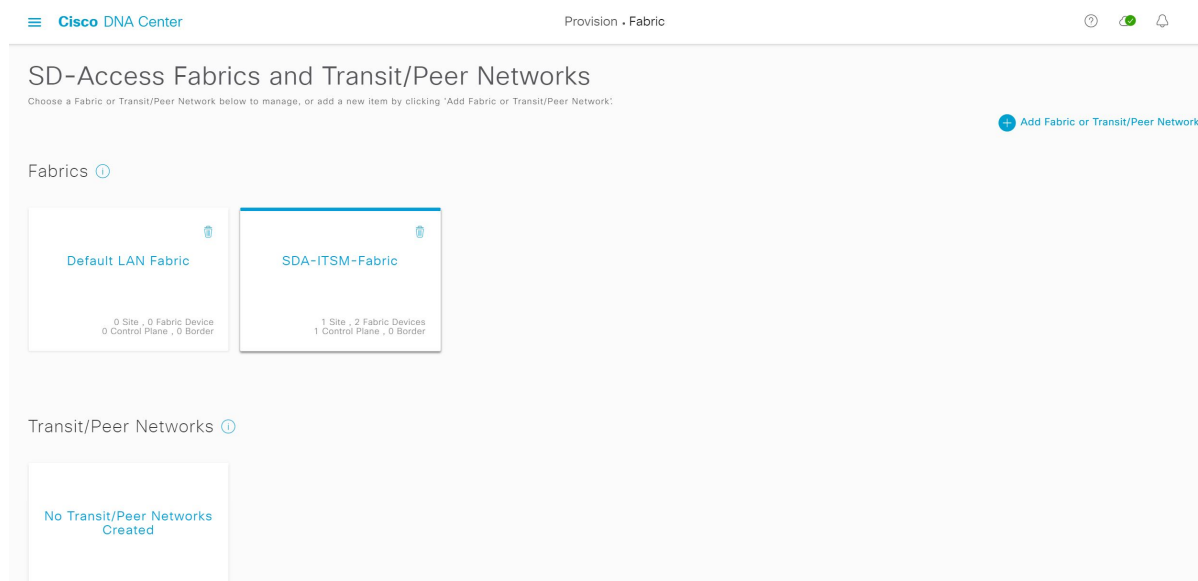 Cisco DNA Center
Provision • Fabric
SD-Access Fabrics and Transit/Peer Networks
Choose a Fabric or Transit/Peer Network below to manage, or add a new item by clicking 'Add Fabric or Transit/Peer Network'.
Add Fabric or Transit/Peer Network
Fabrics
Default LAN Fabric
0 Site , 0 Fabric Device
0 Control Plane , 0 Border
SDA-ITSM-Fabric
1 Site , 2 Fabric Devices
1 Control Plane , 0 Border
Transit/Peer Networks
No Transit/Peer Networks
Created